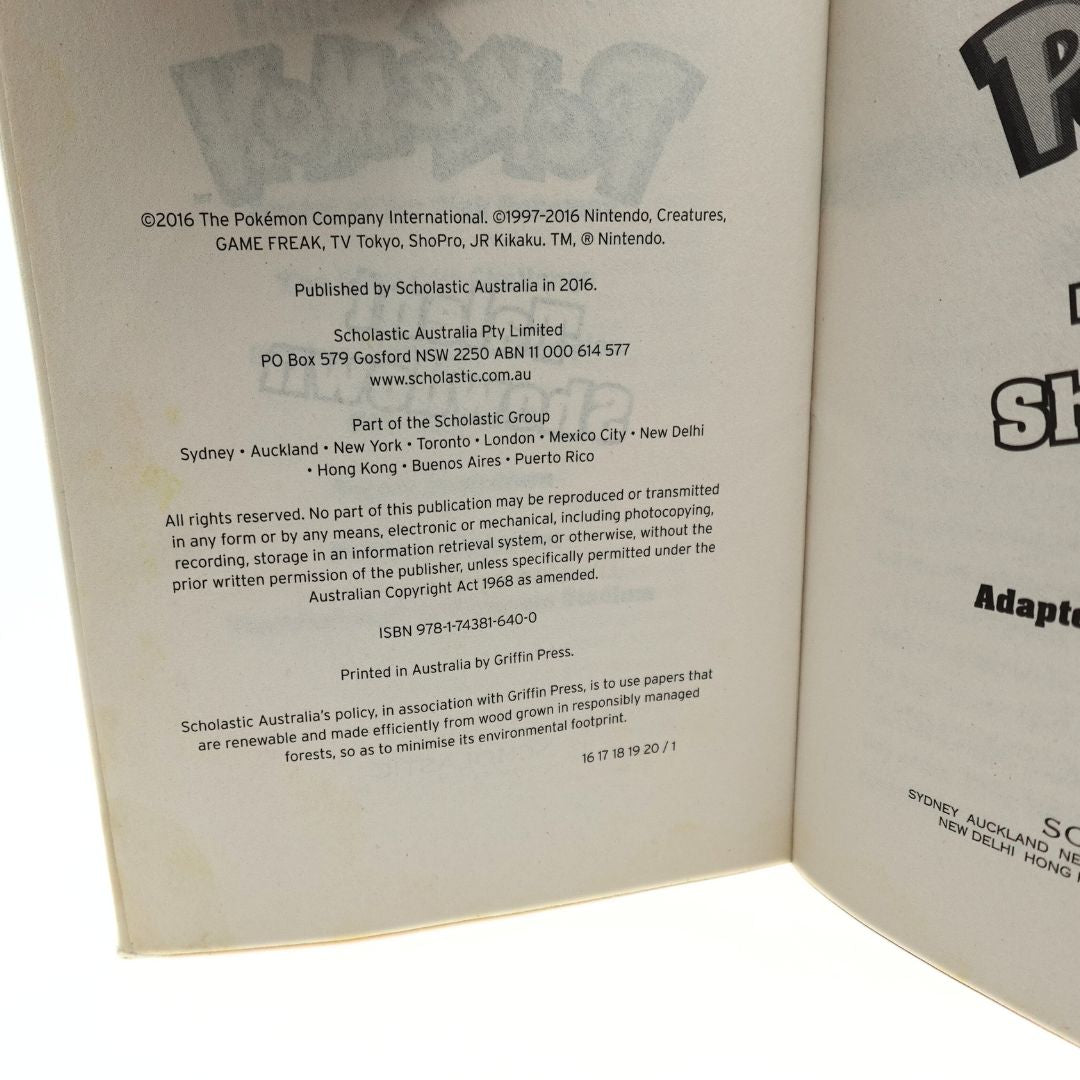 ©2016 The Pokémon Company International. ©1997-2016 Nintendo, Creatures,
GAME FREAK, TV Tokyo, ShoPro, JR Kikaku. TM, ® Nintendo.
Published by Scholastic Australia in 2016.
Scholastic Australia Pty Limited
PO Box 579 Gosford NSW 2250 ABN 11 000 614 577
www.scholastic.com.au
Part of the Scholastic Group
Sydney • Auckland • New York • Toronto • London • Mexico City • New Delhi
• Hong Kong • Buenos Aires • Puerto Rico
All rights reserved. No part of this publication may be reproduced or transmitted
in any form or by any means, electronic or mechanical, including photocopying,
recording, storage in an information retrieval system, or otherwise, without the
prior written permission of the publisher, unless specifically permitted under the
Australian Copyright Act 1968 as amended.
ISBN 978-1-74381-640-0
Printed in Australia by Griffin Press.
Scholastic Australia's policy, in association with Griffin Press, is to use papers that
are renewable and made efficiently from wood grown in responsibly managed
forests, so as to minimise its environmental footprint.
16 17 18 19 20 / 1
SYDNEY AUCKLAND
NEW DELHI HONG